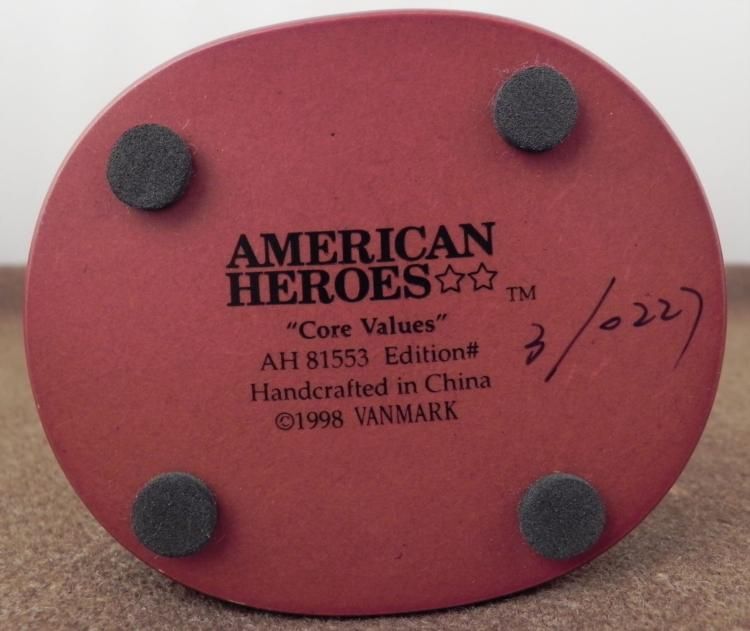 AMERICAN
HEROES☆☆ TM
"Core Values"
AH 81553 Edition# 3/0227
Handcrafted in China
©1998 VANMARK